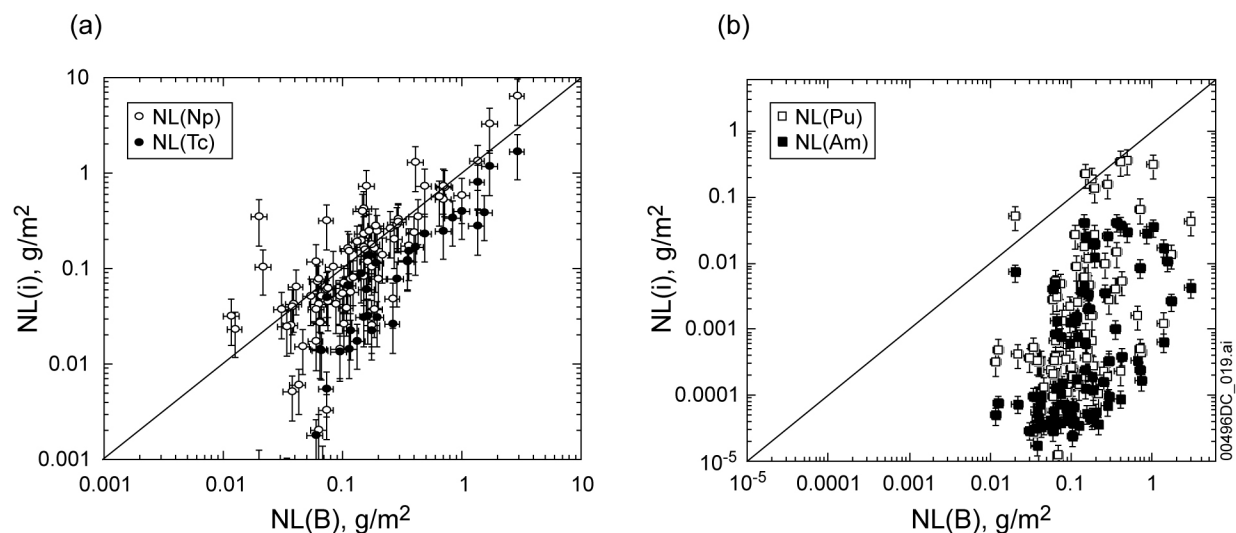 (a)
10
1
0.1
0.01
0.001
NL(i), g/m²
NL(Np)
NL(Tc)
0.001
0.01
0.1
1
10
NL(B), g/m²
(b)
1
0.1
0.01
0.001
0.0001
10⁻⁵
NL(i), g/m²
NL(Pu)
NL(Am)
10⁻⁵
0.0001
0.001
0.01
0.1
1
NL(B), g/m²
00496DC_019.ai